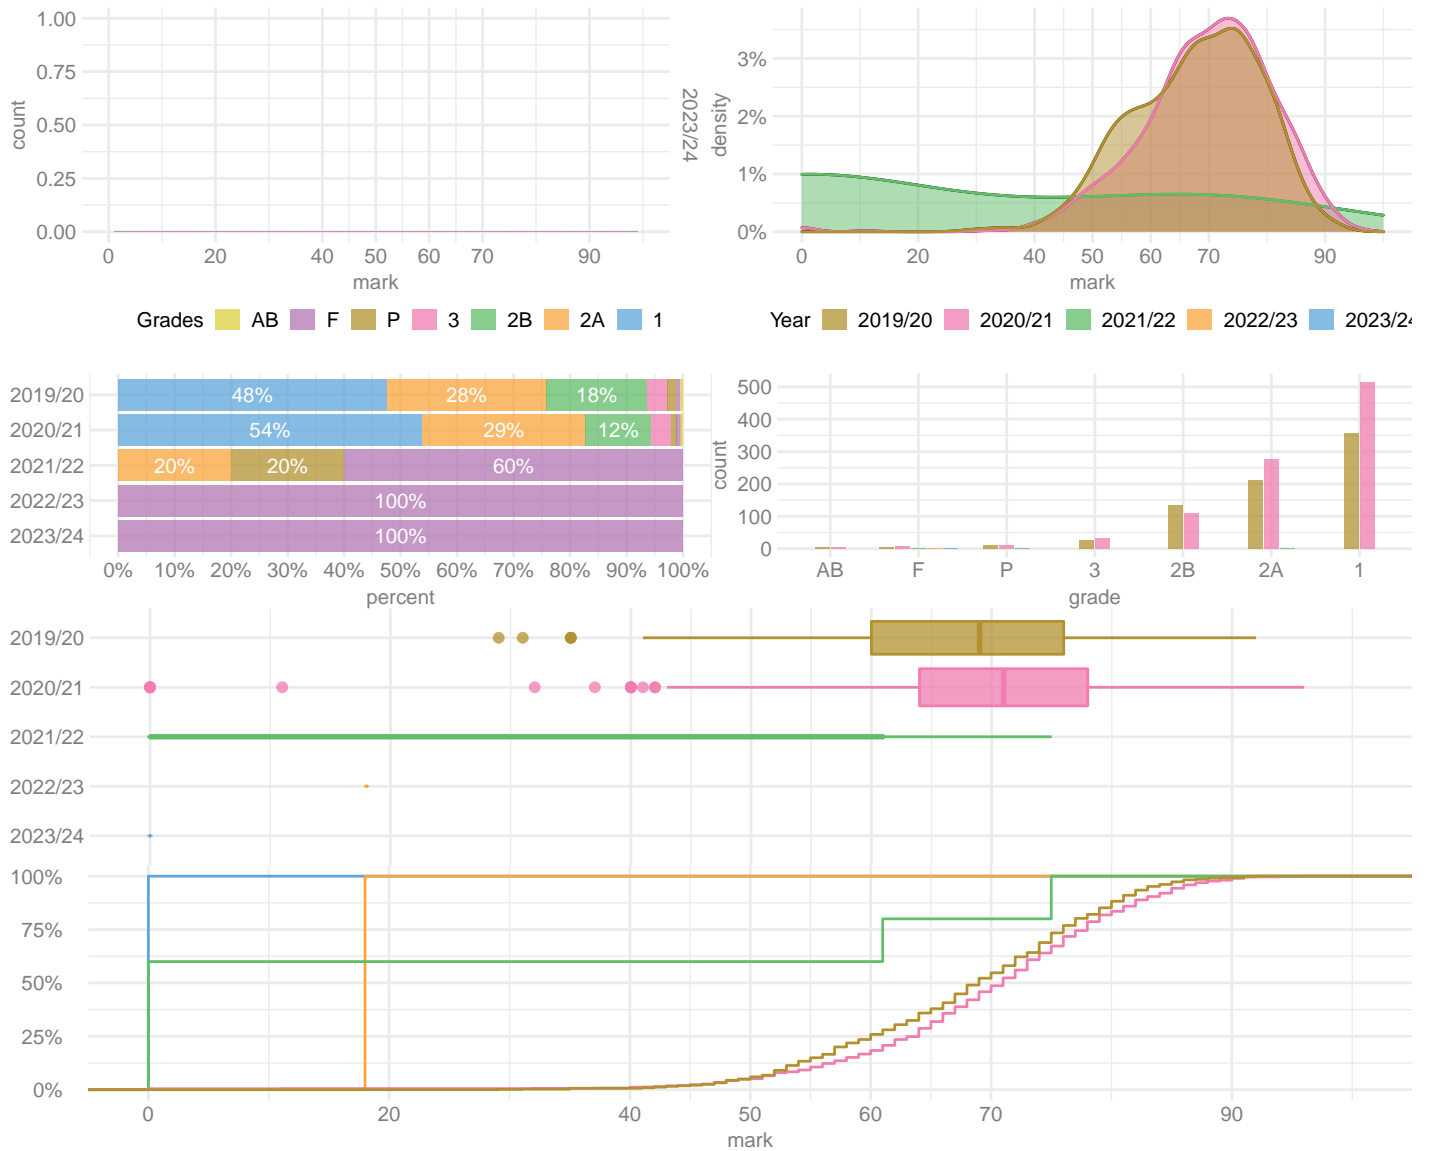 1.00
0.75
0.50
0.25
0.00
count
0 20 40 50 60 70 90
mark
2023/24
Grades AB F P 3 2B 2A 1
3%
2%
1%
0%
density
0 20 40 50 60 70 90
mark
Year 2019/20 2020/21 2021/22 2022/23 2023/24
2019/20 48% 28% 18%
2020/21 54% 29% 12%
2021/22 20% 20% 60%
2022/23 100%
2023/24 100%
0% 10% 20% 30% 40% 50% 60% 70% 80% 90% 100%
percent
500
400
300
200
100
0
count
AB F P 3 2B 2A 1
grade
2019/20
2020/21
2021/22
2022/23
2023/24
100%
75%
50%
25%
0%
0 20 40 50 60 70 90
mark